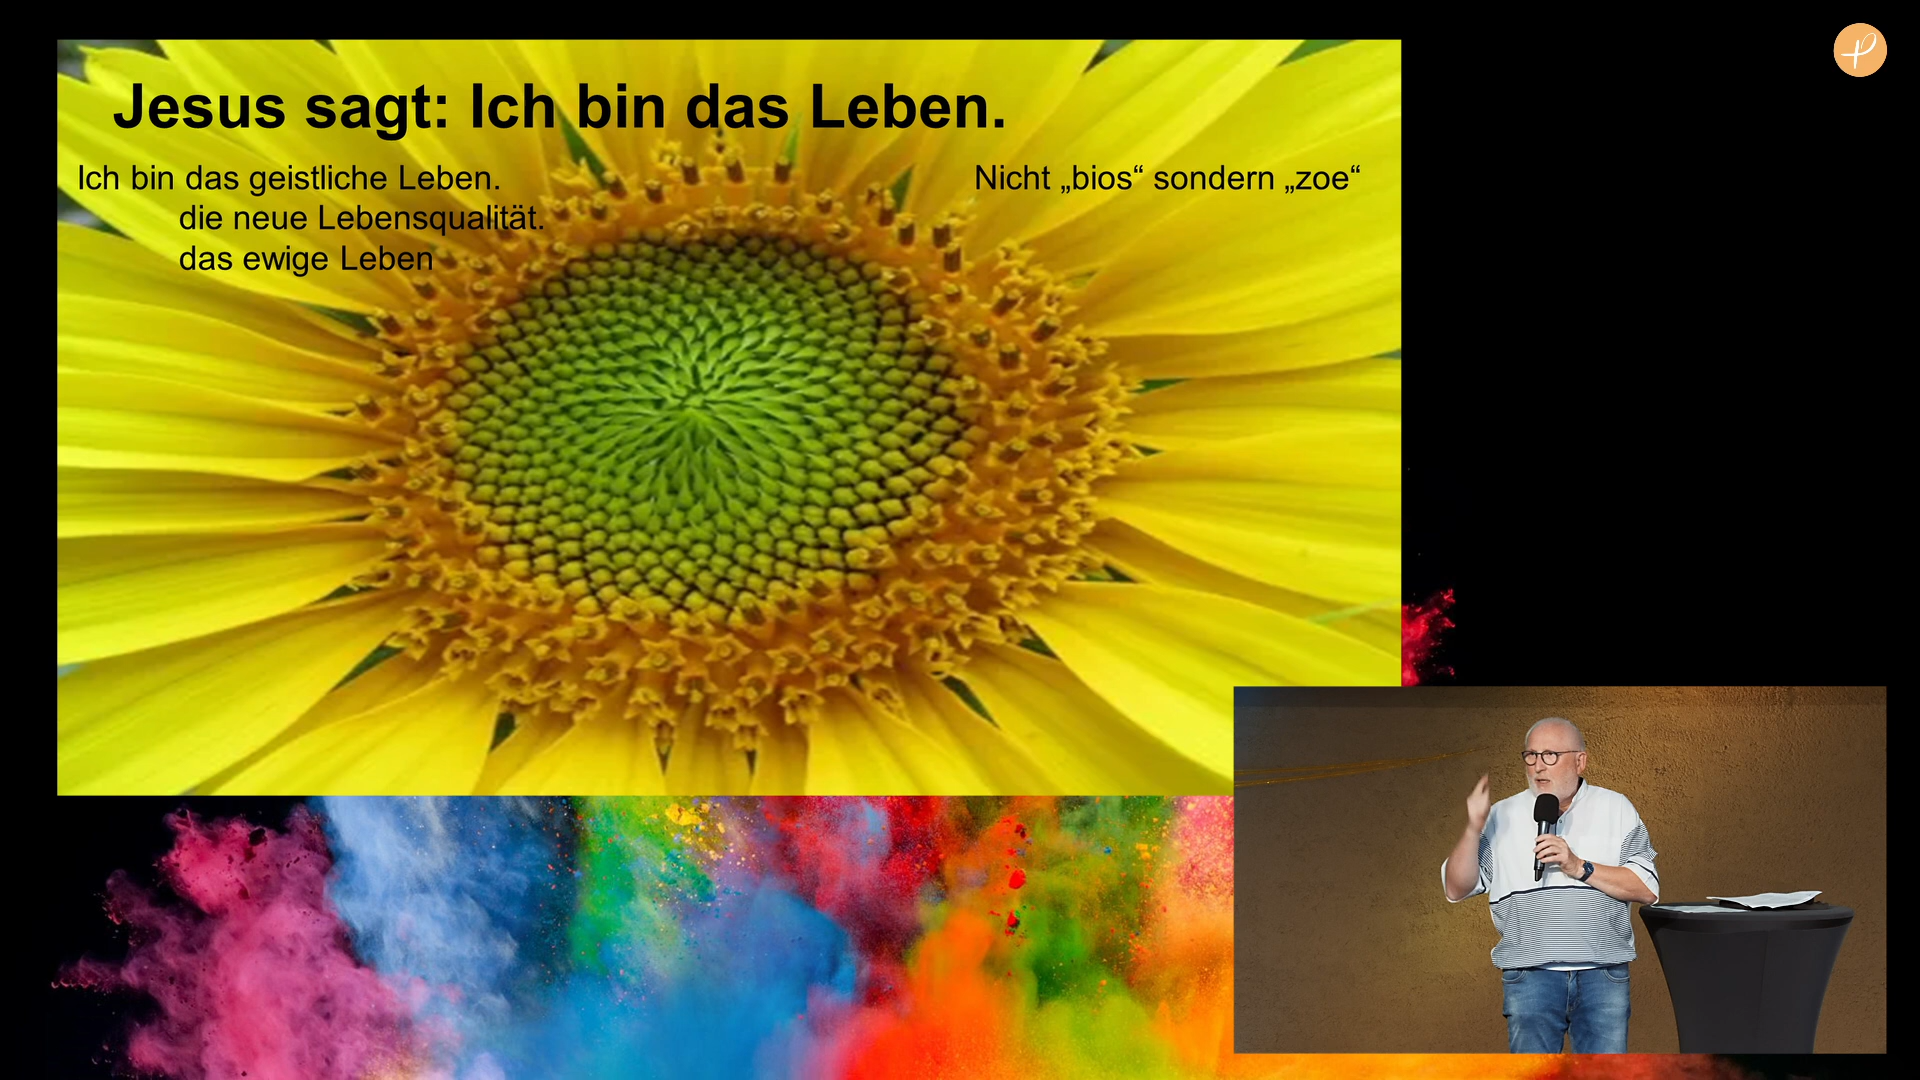 Jesus sagt: Ich bin das Leben.
Ich bin das geistliche Leben.
Nicht „bios“ sondern „zoe“
die neue Lebensqualität.
das ewige Leben